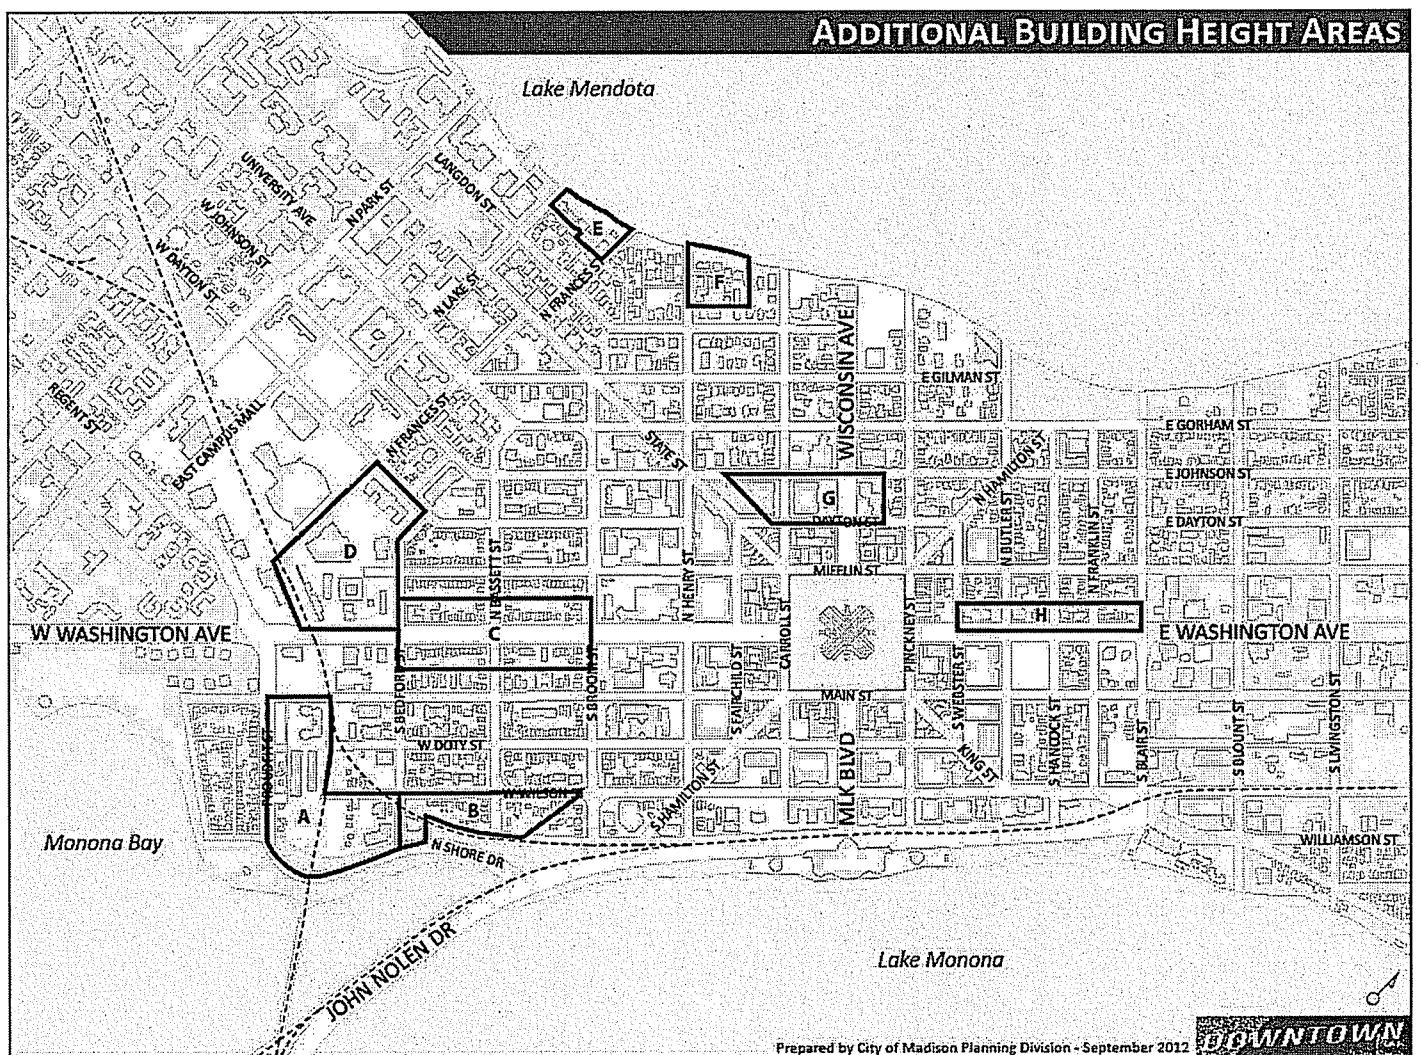 ADDITIONAL BUILDING HEIGHT AREAS
Lake Mendota
LANGDON ST
UNIVERSITY AVE
N PARK ST
W JOHNSON ST
W DAYTON ST
E
F
N FRANCES ST
N LAKE ST
WISCONSIN AVE
E GILMAN ST
REGENT ST
EAST CAMPUS MALL
N FRANCES ST
STATE ST
E GORHAM ST
N HAMILTON ST
E JOHNSON ST
G
DAYTON ST
N BUTLER ST
N FRANKLIN ST
E DAYTON ST
D
N BASSETT ST
N HENRY ST
MIFFLIN ST
CARROLL ST
PINCKNEY ST
H
W WASHINGTON AVE
C
E WASHINGTON AVE
S BEDFORD ST
S BROOM ST
S FAIRCHILD ST
S WEBSTER ST
MAIN ST
W DOTY ST
MLK BLVD
KING ST
S HANCOCK ST
S BLAIR ST
S BLOUNT ST
S LIVINGSTON ST
PROUDFIT ST
W WILSON
S HAMILTON ST
A
B
N SHORE DR
Monona Bay
WILLIAMSON ST
JOHN NOLEN DR
Lake Monona
Prepared by City of Madison Planning Division - September 2012
DOWNTOWN